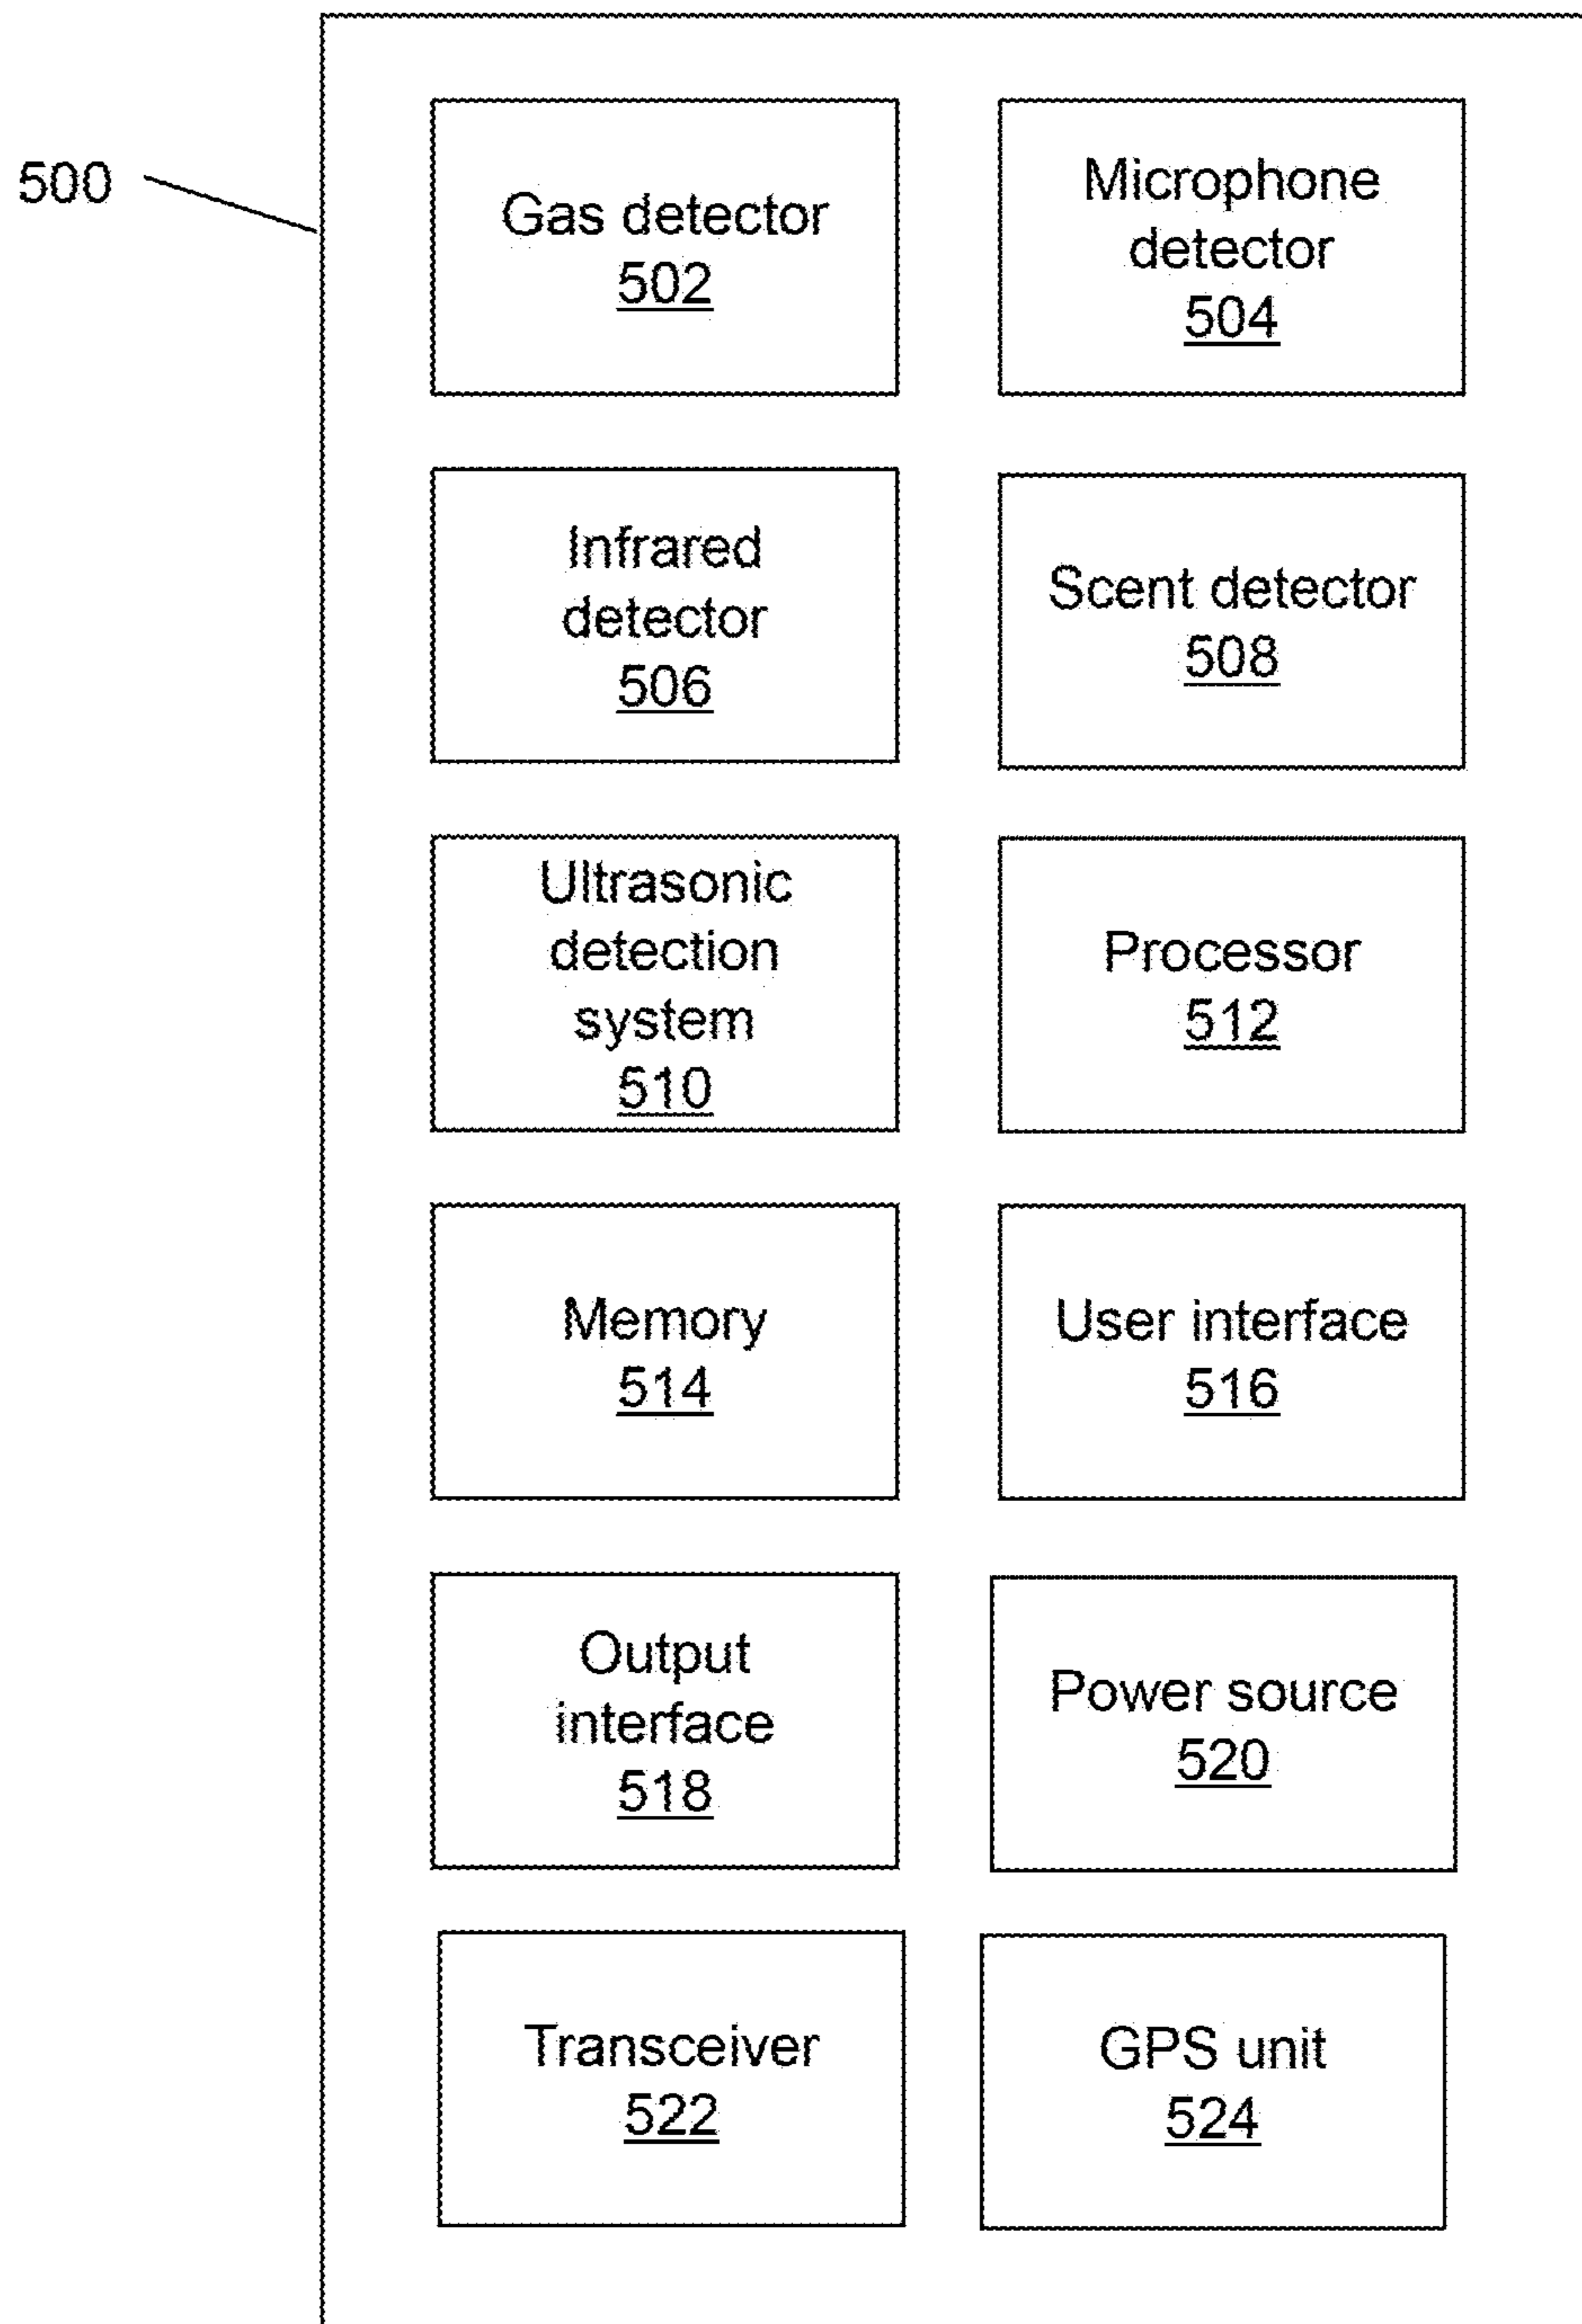 500
Gas detector
502
Microphone
detector
504
Infrared
detector
506
Scent detector
508
Ultrasonic
detection
system
510
Processor
512
Memory
514
User interface
516
Output
interface
518
Power source
520
Transceiver
522
GPS unit
524